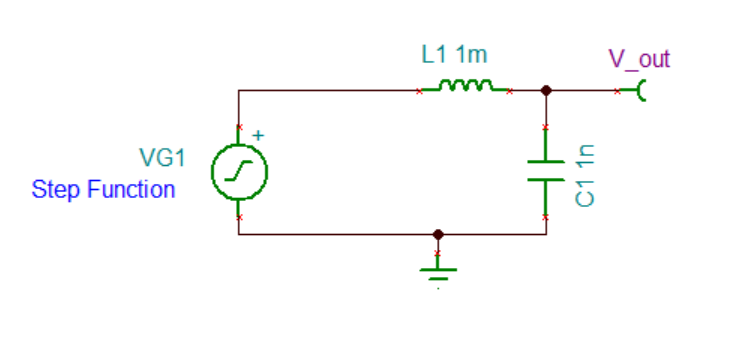 L1 1m
V_out
VG1
+
Step Function
C1 1n